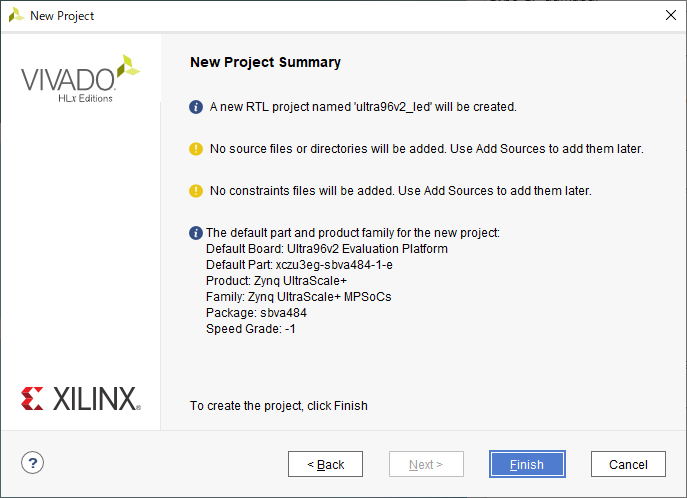 New Project
VIVADO
HLx Editions
New Project Summary
A new RTL project named 'ultra96v2_led' will be created.
No source files or directories will be added. Use Add Sources to add them later.
No constraints files will be added. Use Add Sources to add them later.
The default part and product family for the new project:
Default Board: Ultra96v2 Evaluation Platform
Default Part: xczu3eg-sbva484-1-e
Product: Zynq UltraScale+
Family: Zynq UltraScale+ MPSoCs
Package: sbva484
Speed Grade: -1
XILINX
To create the project, click Finish
?
< Back
Next >
Finish
Cancel